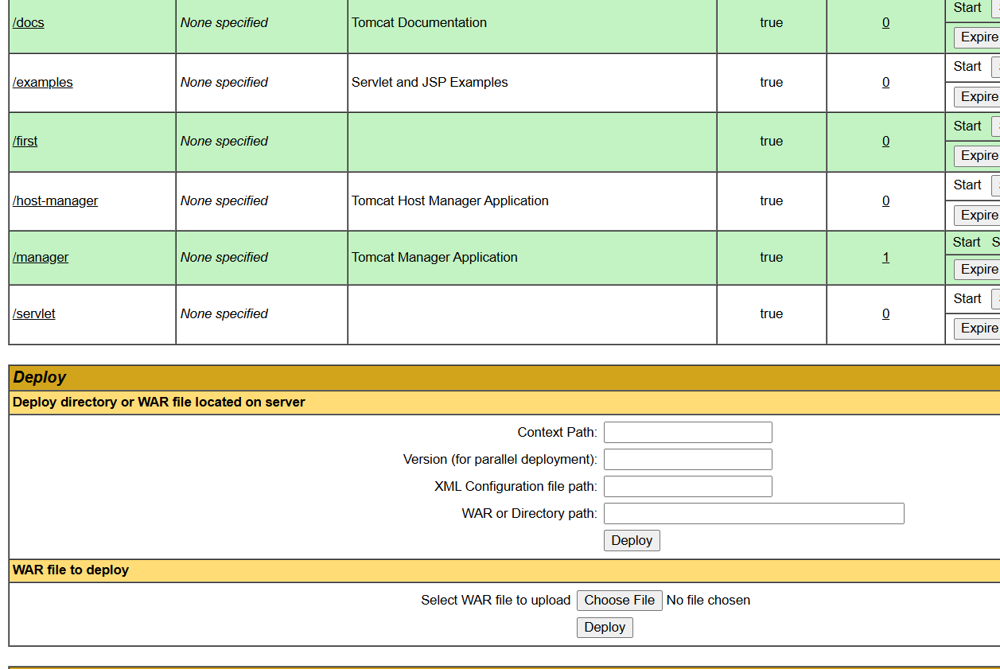 /docs None specified Tomcat Documentation true 0 Start
Expire
/examples None specified Servlet and JSP Examples true 0 Start
Expire
/first None specified true 0 Start
Expire
/host-manager None specified Tomcat Host Manager Application true 0 Start
Expire
/manager None specified Tomcat Manager Application true 1 Start S
Expire
/servlet None specified true 0 Start
Expire
Deploy
Deploy directory or WAR file located on server
Context Path:
Version (for parallel deployment):
XML Configuration file path:
WAR or Directory path:
Deploy
WAR file to deploy
Select WAR file to upload Choose File No file chosen
Deploy